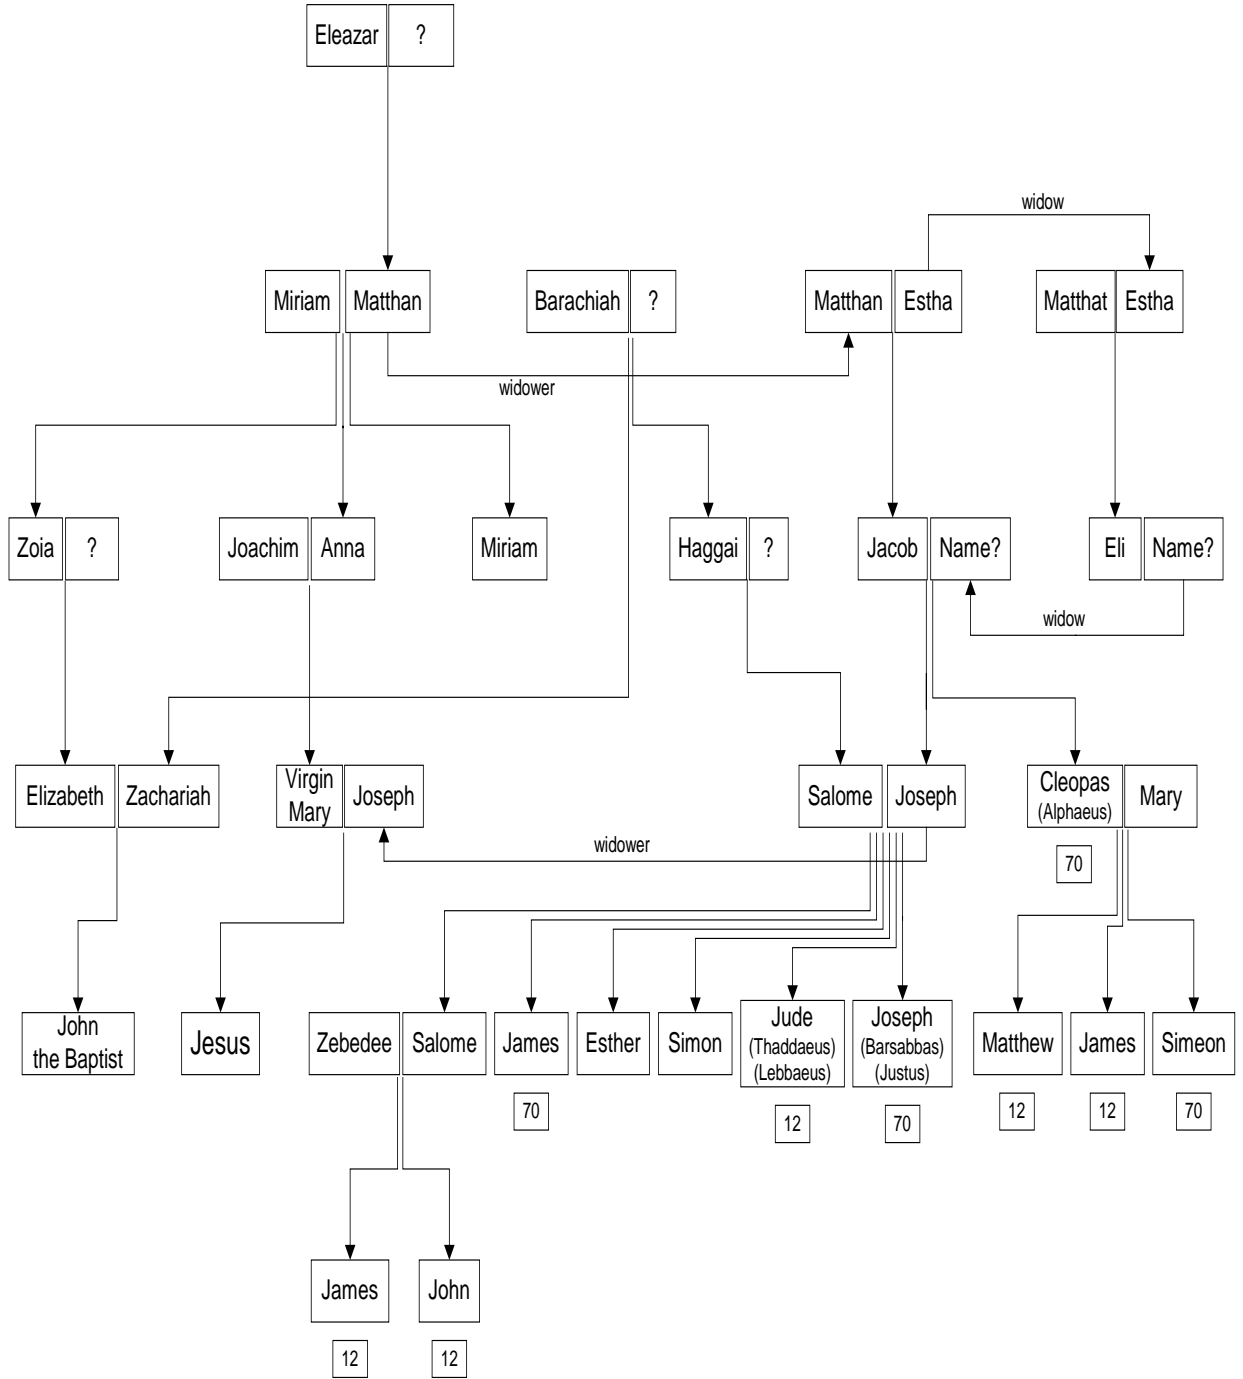 Eleazar ?
widow
Miriam Matthan Barachiah ? Matthan Estha Matthat Estha
widower
Zoia ? Joachim Anna Miriam Haggai ? Jacob Name? Eli Name?
widow
Elizabeth Zachariah
Virgin
Mary
Joseph
Salome Joseph
Cleopas
(Alphaeus)
Mary
widower
70
John
the Baptist
Jesus
Zebedee Salome James Esther Simon
Jude
(Thaddaeus)
(Lebbaeus)
Joseph
(Barsabbas)
(Justus)
Matthew James Simeon
70 12 70 12 12 70
James John
12 12